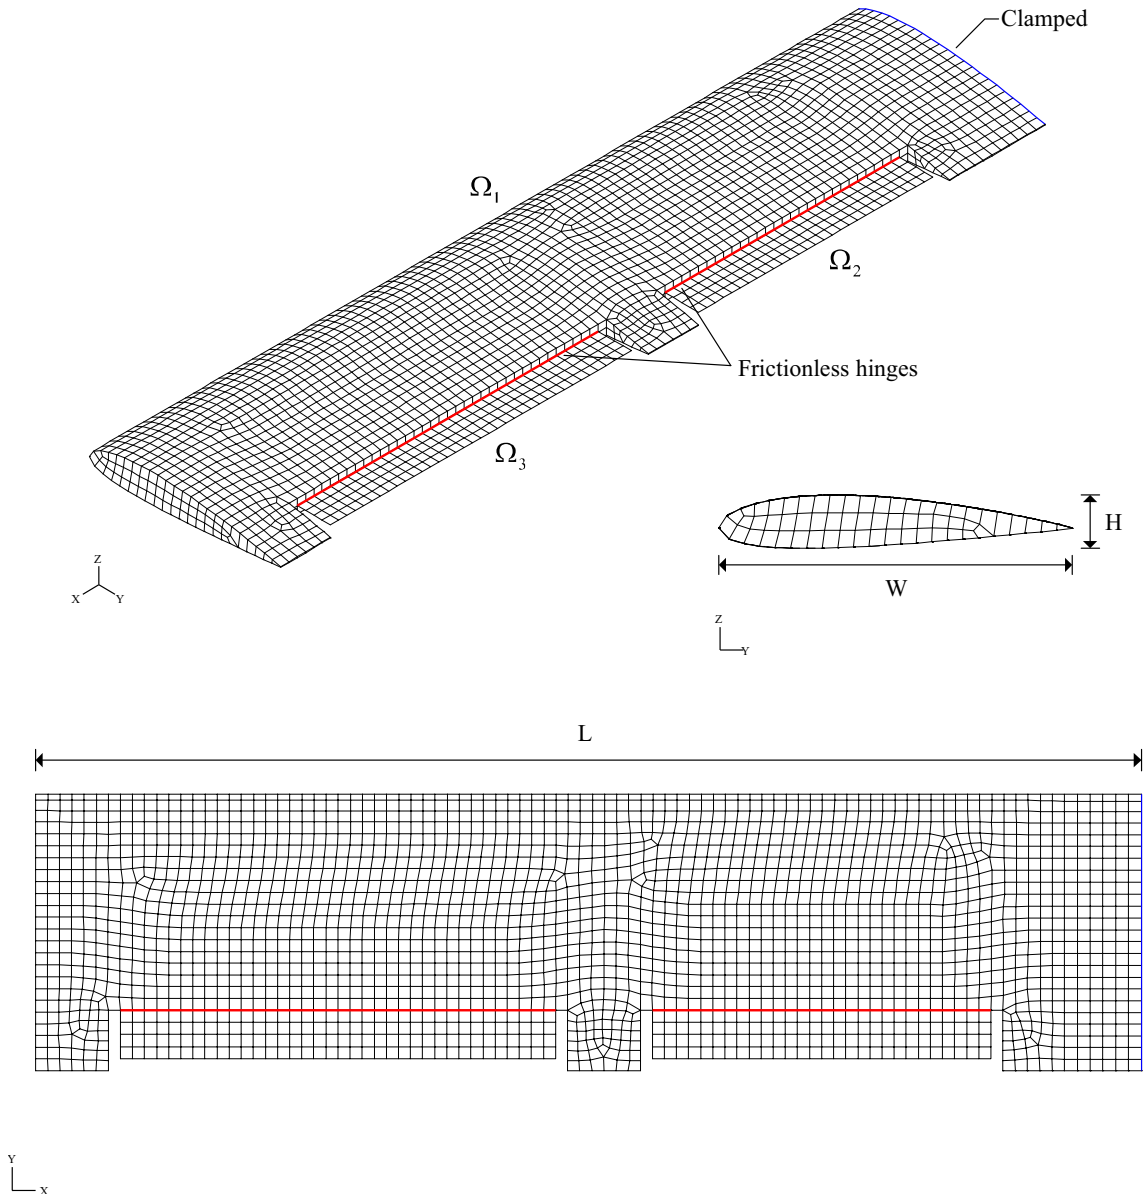 Clamped
Ω₁
Ω₂
Frictionless hinges
Ω₃
Z
X Y
H
W
Z
Y
L
Y
X